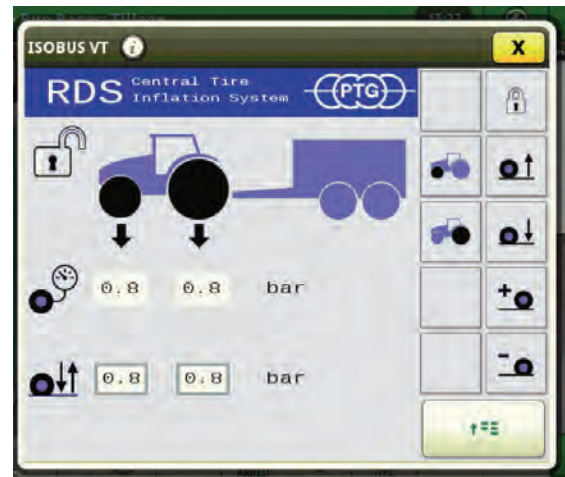 ISOBUS VT i X
RDS Central Tire
Inflation System PTG
0.8 0.8 bar
0.8 0.8 bar